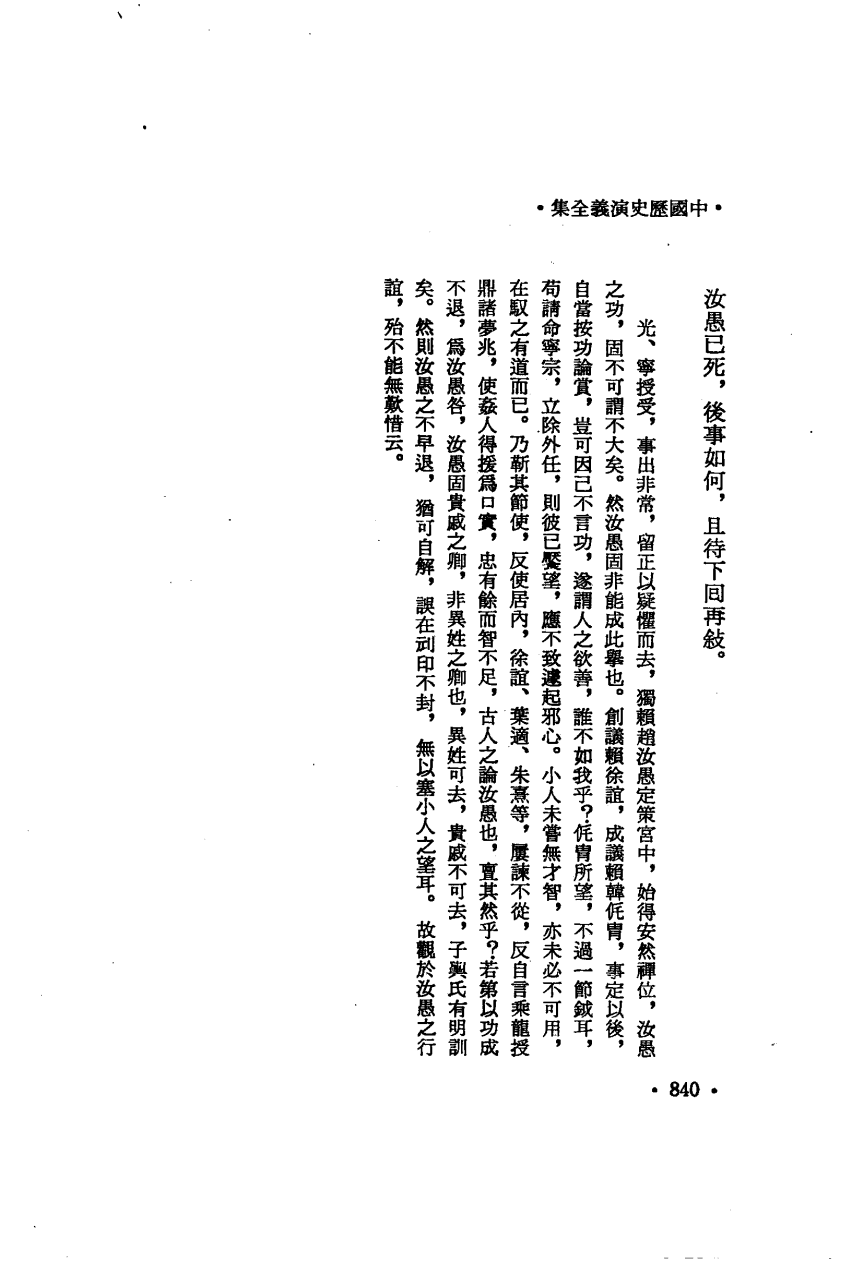 •中國歷史演義全集•
汝愚已死，後事如何，且待下回再敍。
光、寧授受，事出非常，留正以疑懼而去，獨賴趙汝愚定策宮中，始得安然禪位，汝愚
之功，固不可謂不大矣。然汝愚固非能成此舉也。創議賴徐誼，成議賴韓侂冑，事定以後，
自當按功論賞，豈可因己不言功，遂謂人之欲善，誰不如我乎？侂冑所望，不過一節鉞耳，
苟請命寧宗，立除外任，則彼已饜望，應不致遽起邪心。小人未嘗無才智，亦未必不可用，
在馭之有道而已。乃靳其節使，反使居內，徐誼、葉適、朱熹等，屢諫不從，反自言乘龍授
鼎諸夢兆，使姦人得援爲口實，忠有餘而智不足，古人之論汝愚也，亶其然乎？若第以功成
不退，爲汝愚咎，汝愚固貴戚之卿，非異姓之卿也，異姓可去，貴戚不可去，子輿氏有明訓
矣。然則汝愚之不早退，猶可自解，誤在刓印不封，無以塞小人之望耳。故觀於汝愚之行
誼，殆不能無歎惜云。
•840•